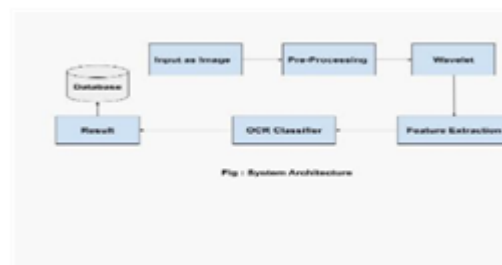 Input as Image
Pre-Processing
Wavelet
Database
Result
OCR Classifier
Feature Extraction
Fig : System Architecture